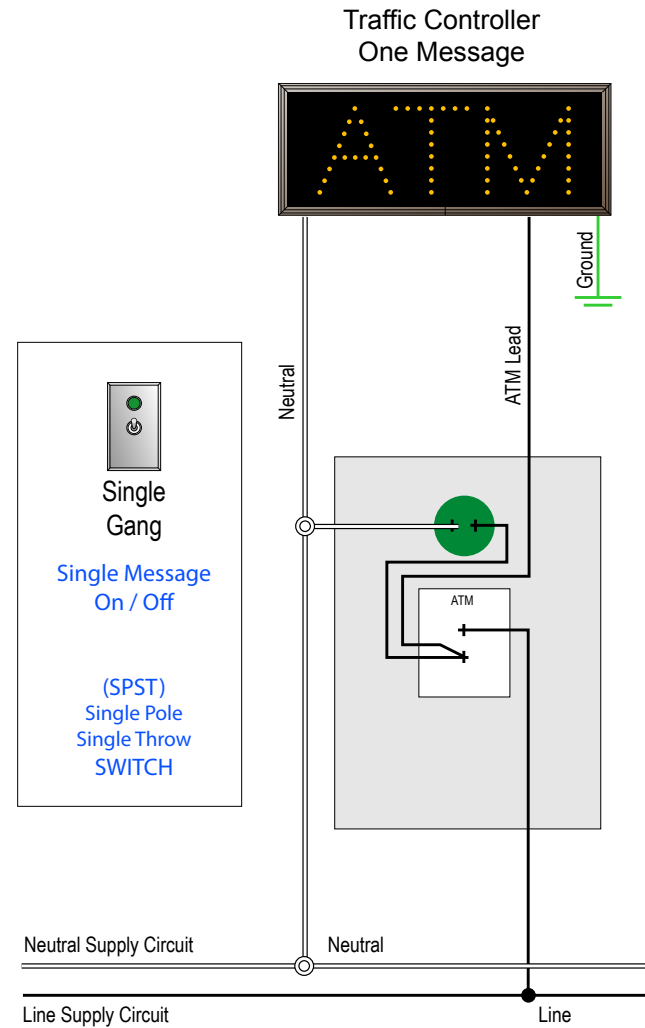 Traffic Controller
One Message
ATM
Ground
Neutral
ATM Lead
Single
Gang
Single Message
On / Off
(SPST)
Single Pole
Single Throw
SWITCH
ATM
Neutral Supply Circuit
Neutral
Line Supply Circuit
Line